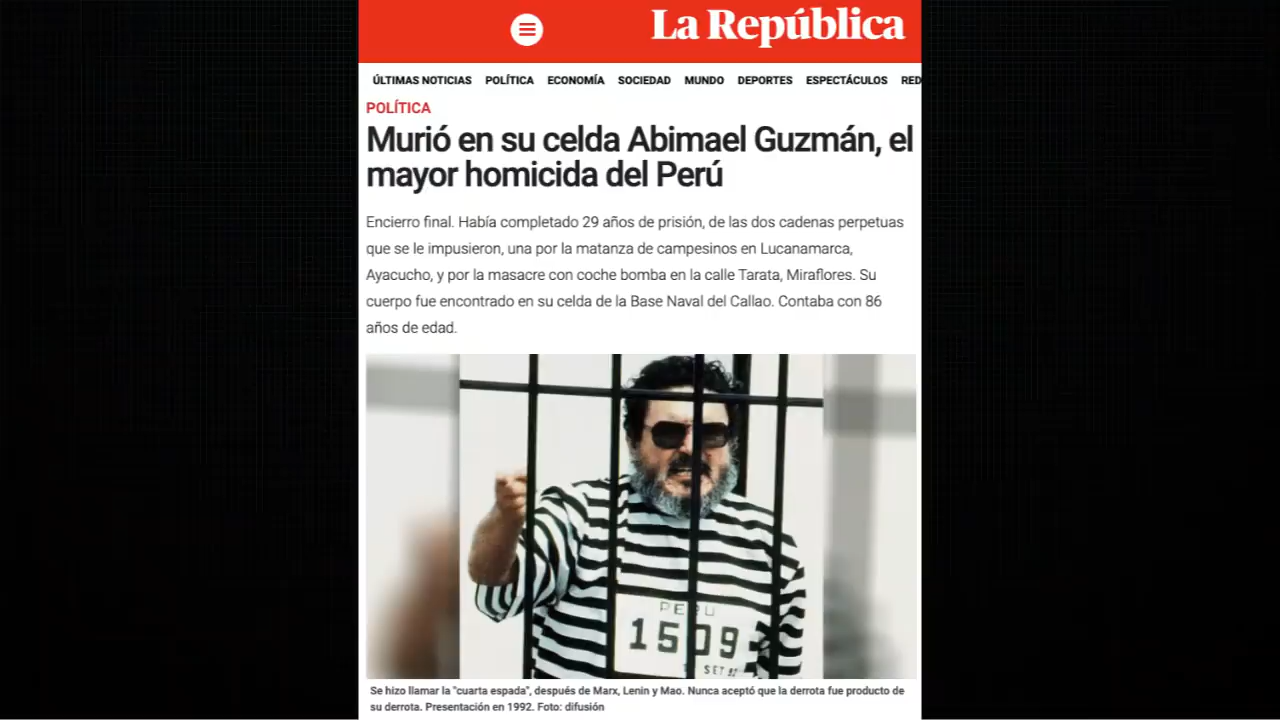 La República
ÚLTIMAS NOTICIAS POLÍTICA ECONOMÍA SOCIEDAD MUNDO DEPORTES ESPECTÁCULOS RED
POLÍTICA
Murió en su celda Abimael Guzmán, el
mayor homicida del Perú
Encierro final. Había completado 29 años de prisión, de las dos cadenas perpetuas
que se le impusieron, una por la matanza de campesinos en Lucanamarca,
Ayacucho, y por la masacre con coche bomba en la calle Tarata, Miraflores. Su
cuerpo fue encontrado en su celda de la Base Naval del Callao. Contaba con 86
años de edad.
PERU
1509
SET 92
Se hizo llamar la "cuarta espada", después de Marx, Lenin y Mao. Nunca aceptó que la derrota fue producto de
su derrota. Presentación en 1992. Foto: difusión